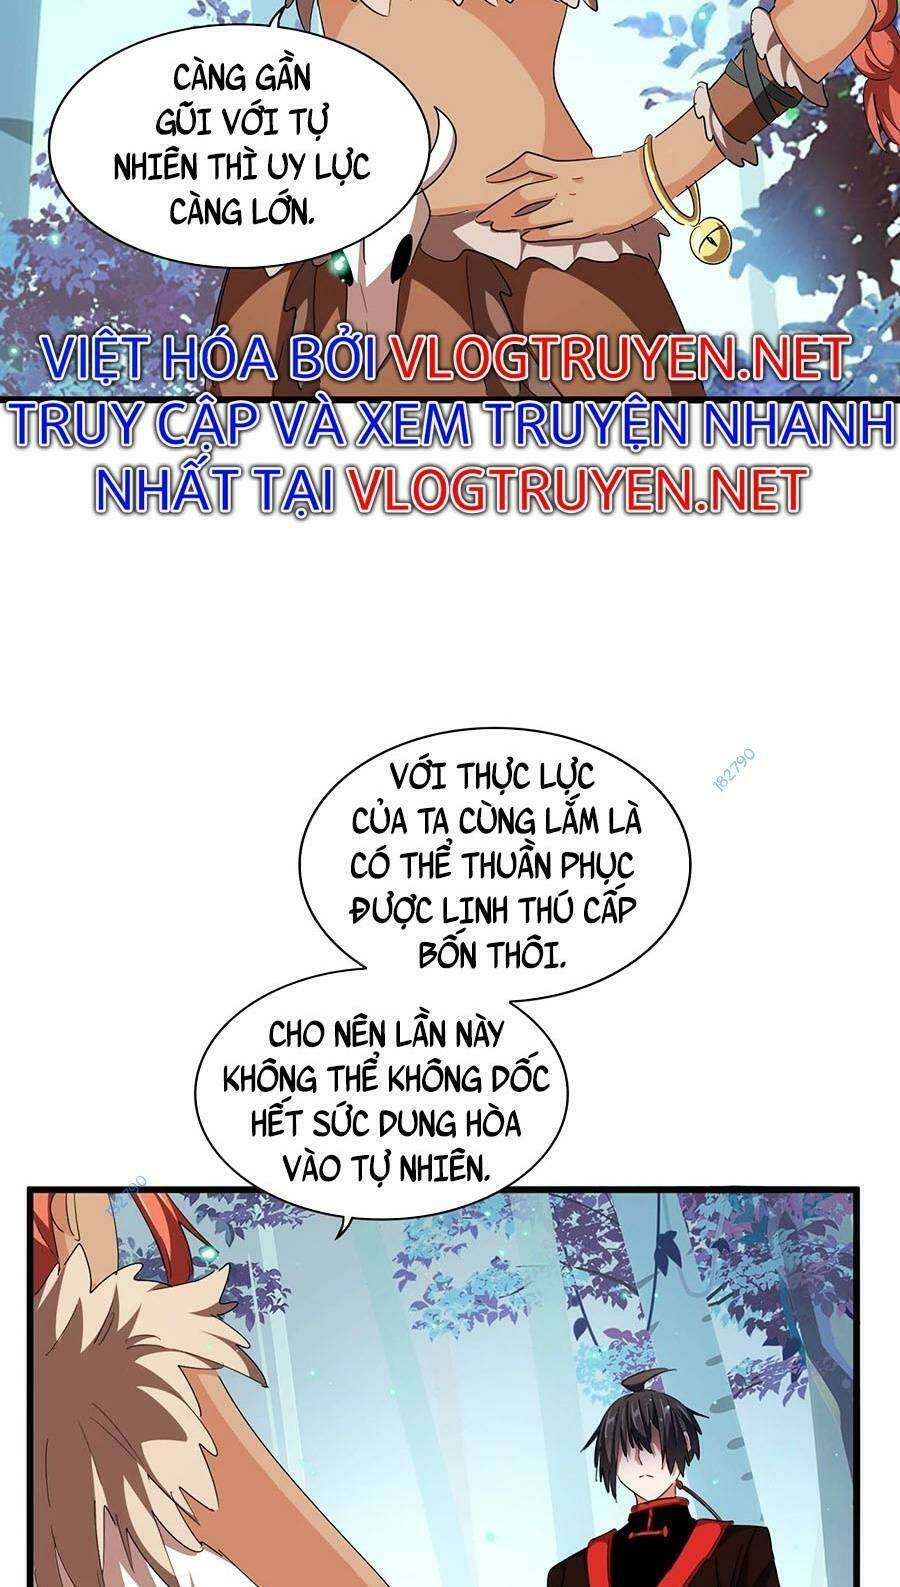 CÀNG GẦN
GŨI VỚI TỰ
NHIÊN THÌ UY LỰC
CÀNG LỚN.
VIỆT HÓA BỞI VLOGTRUYEN.NET
TRUY CẬP VÀ XEM TRUYỆN NHANH
NHẤT TẠI VLOGTRUYEN.NET
182790
VỚI THỰC LỰC
CỦA TA CÙNG LẮM LÀ
CÓ THỂ THUẦN PHỤC
ĐƯỢC LINH THÚ CẤP
BỐN THÔI.
CHO NÊN LẦN NÀY
KHÔNG THỂ KHÔNG DỐC
HẾT SỨC DUNG HÒA
VÀO TỰ NHIÊN.
182790